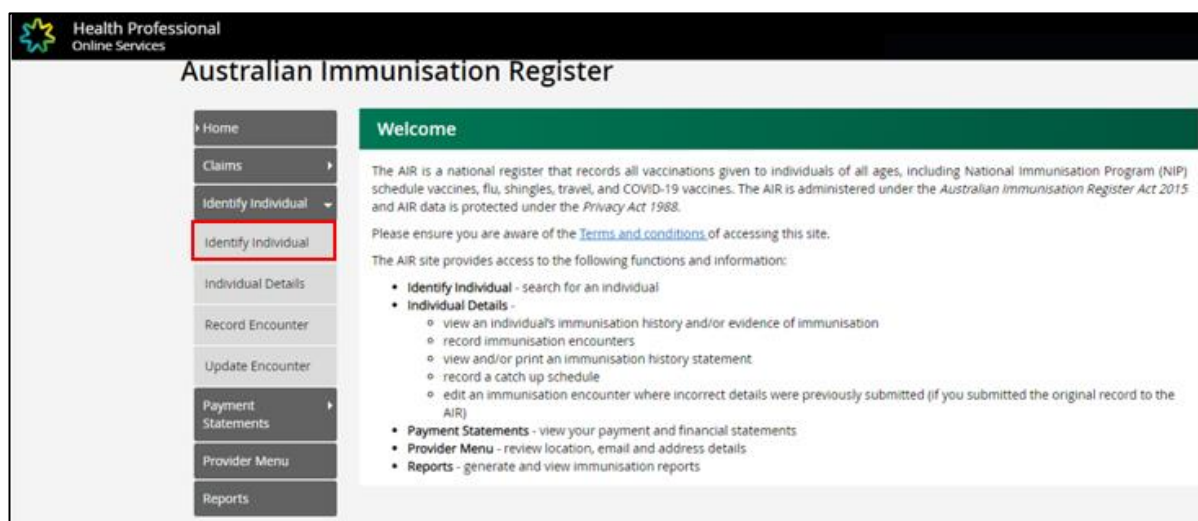 Health Professional
Online Services
Australian Immunisation Register
Home
Claims
Identify Individual
Identify Individual
Individual Details
Record Encounter
Update Encounter
Payment
Statements
Provider Menu
Reports
Welcome
The AIR is a national register that records all vaccinations given to individuals of all ages, including National Immunisation Program (NIP)
schedule vaccines, flu, shingles, travel, and COVID-19 vaccines. The AIR is administered under the Australian Immunisation Register Act 2015
and AIR data is protected under the Privacy Act 1988.
Please ensure you are aware of the Terms and conditions of accessing this site.
The AIR site provides access to the following functions and information:
• Identify Individual - search for an individual
• Individual Details -
◦ view an individual's immunisation history and/or evidence of immunisation
◦ record immunisation encounters
◦ view and/or print an immunisation history statement
◦ record a catch up schedule
◦ edit an immunisation encounter where incorrect details were previously submitted (if you submitted the original record to the
AIR)
• Payment Statements - view your payment and financial statements
• Provider Menu - review location, email and address details
• Reports - generate and view immunisation reports